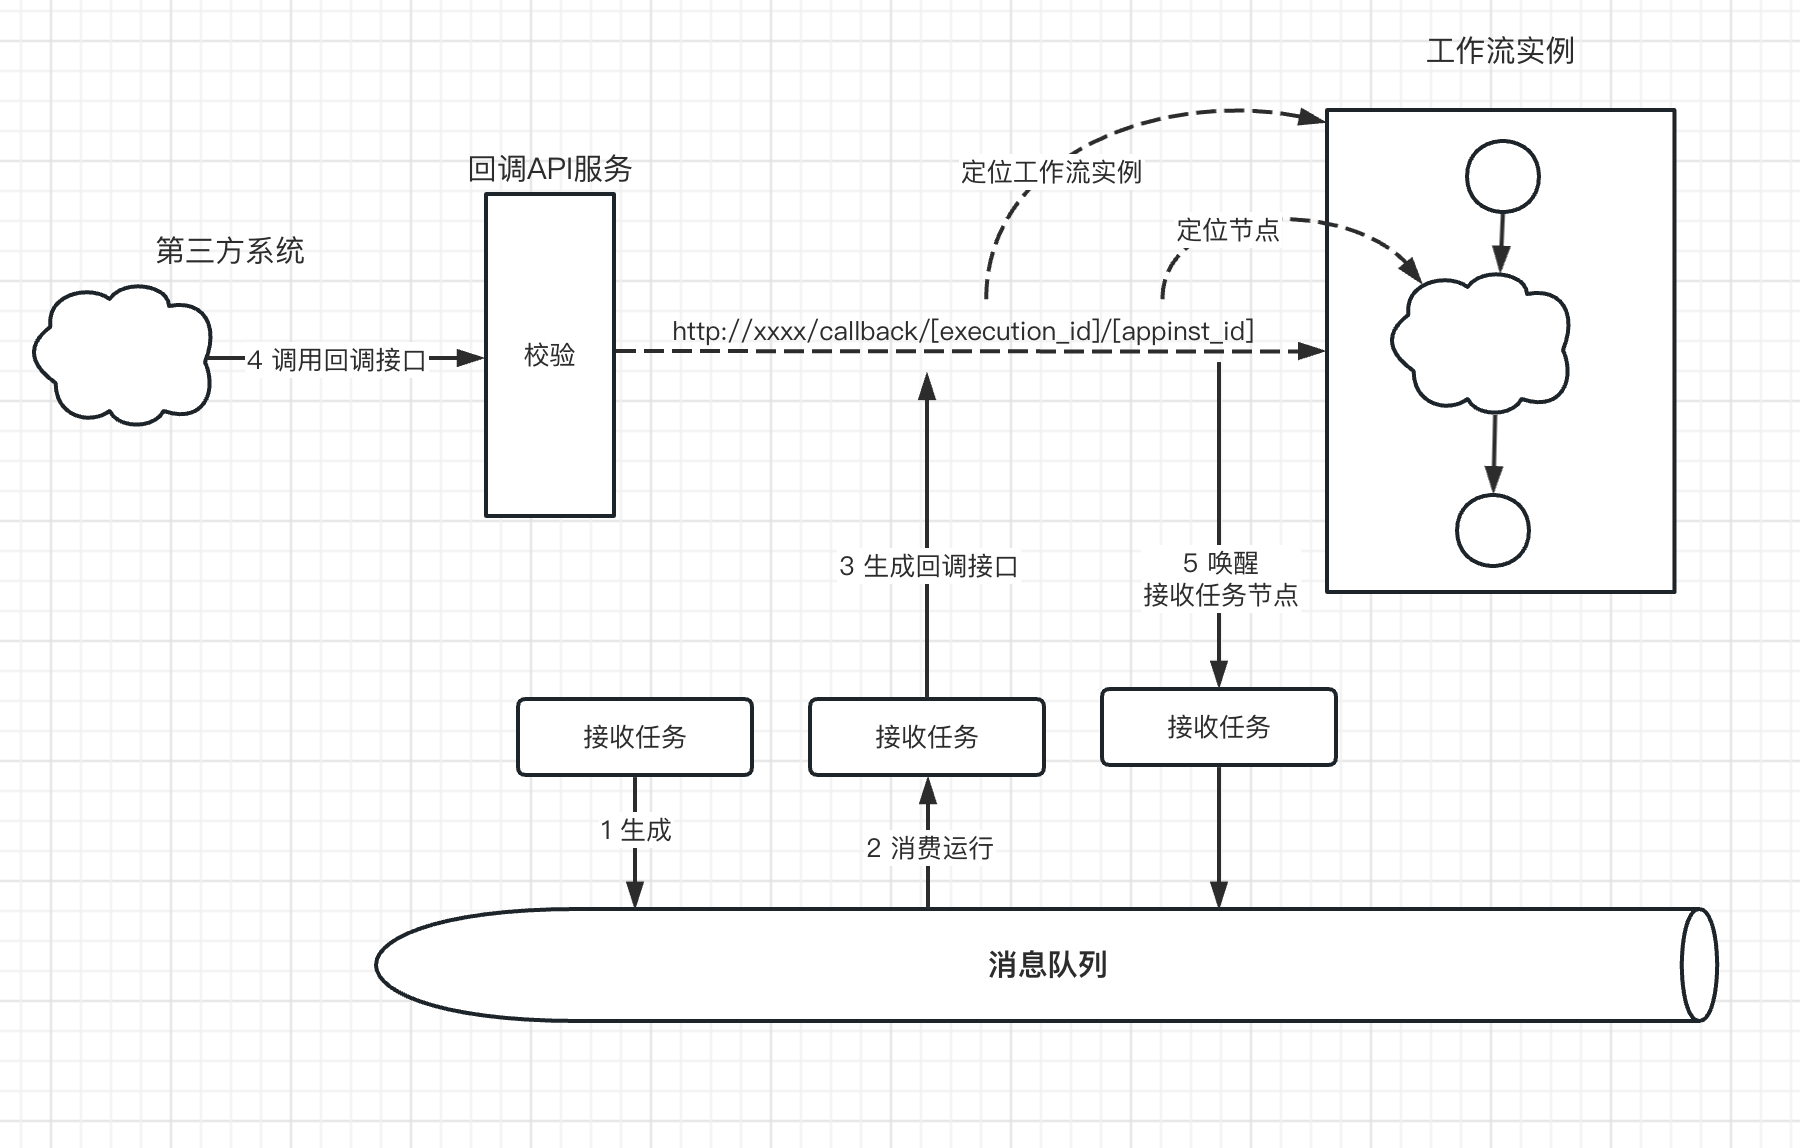 工作流实例
回调API服务
定位工作流实例
定位节点
第三方系统
http://xxxx/callback/[execution_id]/[appinst_id]
4 调用回调接口
校验
3 生成回调接口
5 唤醒
接收任务节点
接收任务
接收任务
接收任务
1 生成
2 消费运行
消息队列